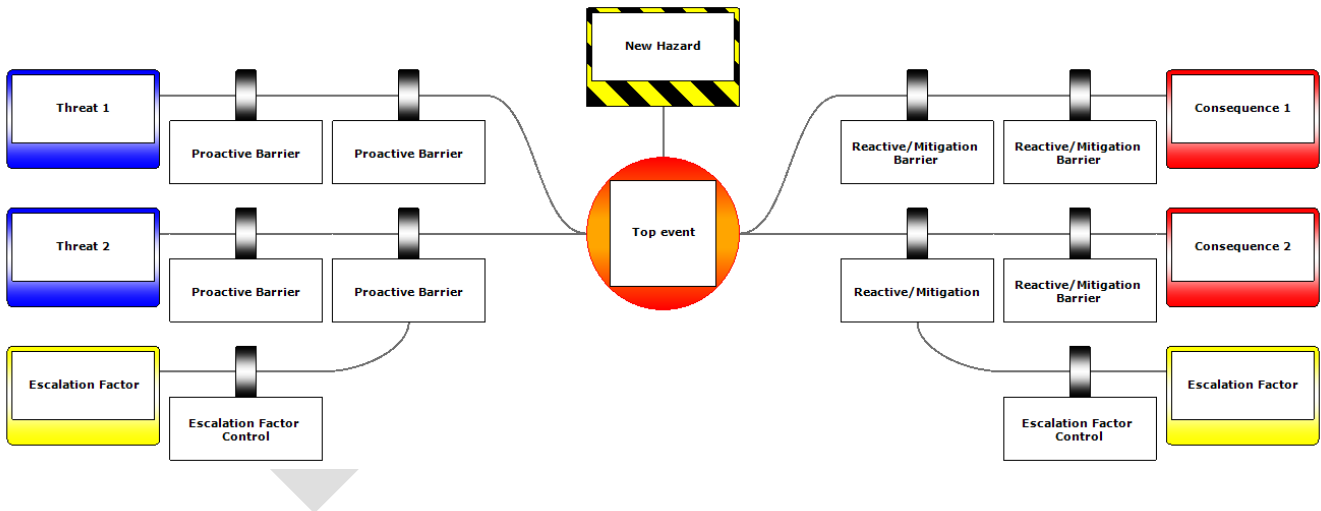 New Hazard
Threat 1
Proactive Barrier
Proactive Barrier
Top event
Reactive/Mitigation
Barrier
Reactive/Mitigation
Barrier
Consequence 1
Threat 2
Proactive Barrier
Proactive Barrier
Reactive/Mitigation
Reactive/Mitigation
Barrier
Consequence 2
Escalation Factor
Escalation Factor
Control
Escalation Factor
Control
Escalation Factor